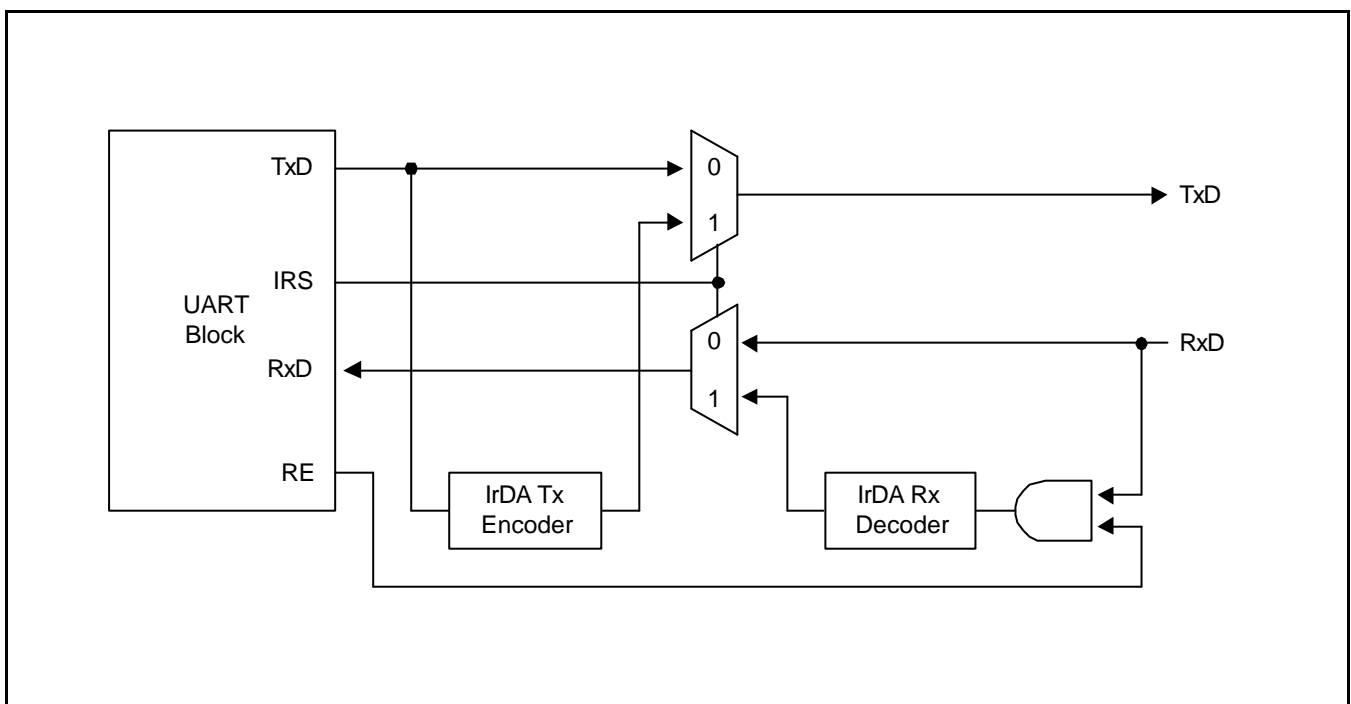 TxD
0
TxD
1
IRS
UART
Block
0
RxD
RxD
1
RE
IrDA Tx
Encoder
IrDA Rx
Decoder